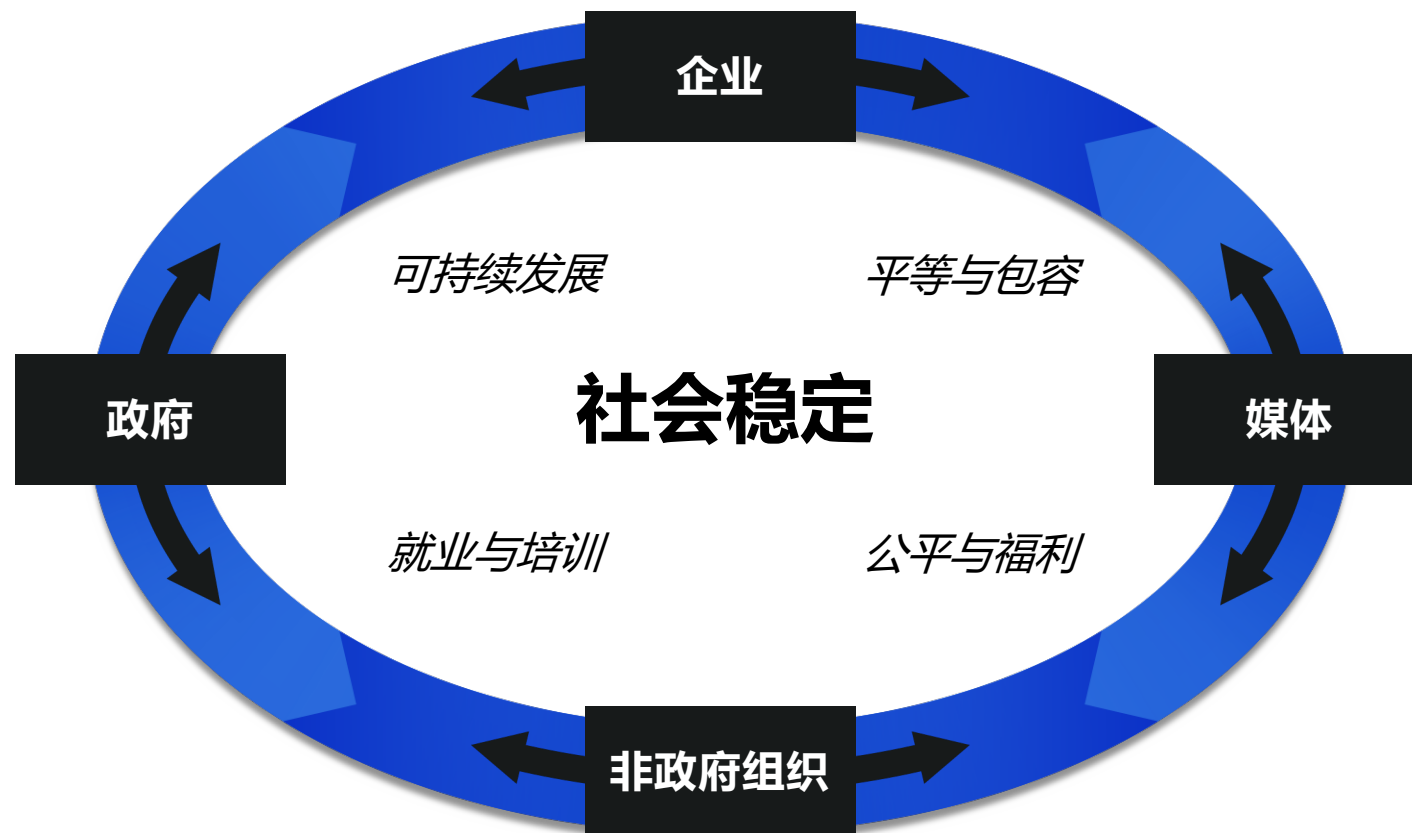 企业
可持续发展
平等与包容
社会稳定
政府
媒体
就业与培训
公平与福利
非政府组织